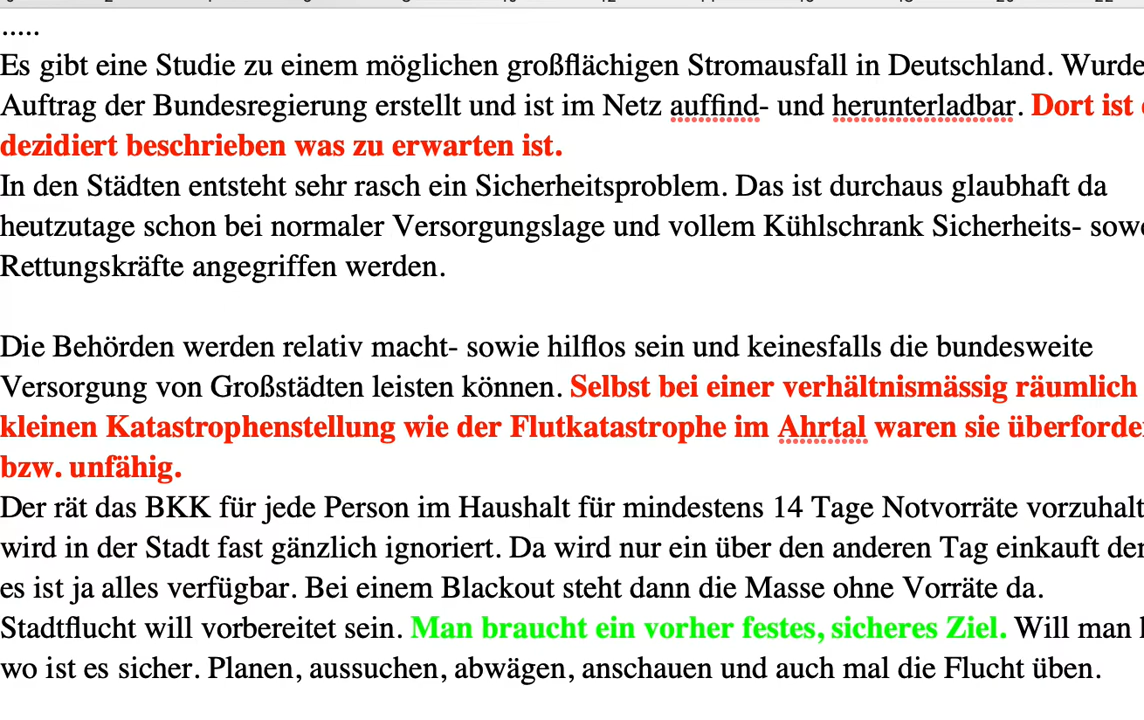 .....
Es gibt eine Studie zu einem möglichen großflächigen Stromausfall in Deutschland. Wurde
Auftrag der Bundesregierung erstellt und ist im Netz auffind- und herunterladbar. Dort ist
dezidiert beschrieben was zu erwarten ist.
In den Städten entsteht sehr rasch ein Sicherheitsproblem. Das ist durchaus glaubhaft da
heutzutage schon bei normaler Versorgungslage und vollem Kühlschrank Sicherheits- sow
Rettungskräfte angegriffen werden.
Die Behörden werden relativ macht- sowie hilflos sein und keinesfalls die bundesweite
Versorgung von Großstädten leisten können. Selbst bei einer verhältnismässig räumlich
kleinen Katastrophenstellung wie der Flutkatastrophe im Ahrtal waren sie überforde
bzw. unfähig.
Der rät das BKK für jede Person im Haushalt für mindestens 14 Tage Notvorräte vorzuhalt
wird in der Stadt fast gänzlich ignoriert. Da wird nur ein über den anderen Tag einkauft
es ist ja alles verfügbar. Bei einem Blackout steht dann die Masse ohne Vorräte da.
Stadtflucht will vorbereitet sein. Man braucht ein vorher festes, sicheres Ziel. Will man
wo ist es sicher. Planen, aussuchen, abwägen, anschauen und auch mal die Flucht üben.